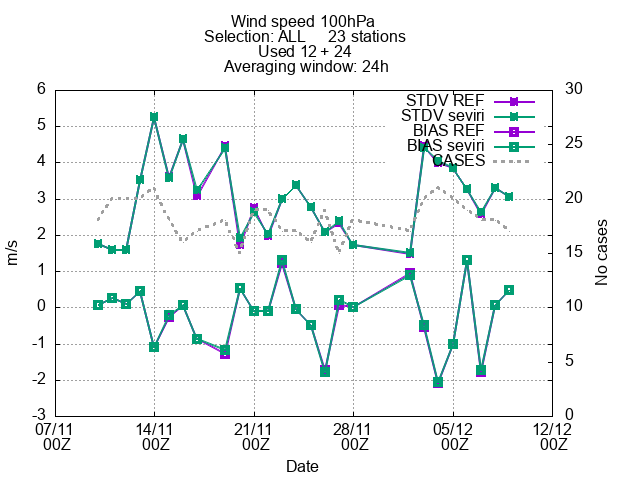 Wind speed 100hPa
Selection: ALL 23 stations
Used 12 + 24
Averaging window: 24h
STDV REF
STDV seviri
BIAS REF
BIAS seviri
CASES
6
5
4
3
2
1
0
-1
-2
-3
m/s
30
25
20
15
10
5
0
No cases
07/11 14/11 21/11 28/11 05/12 12/12
00Z 00Z 00Z 00Z 00Z 00Z
Date